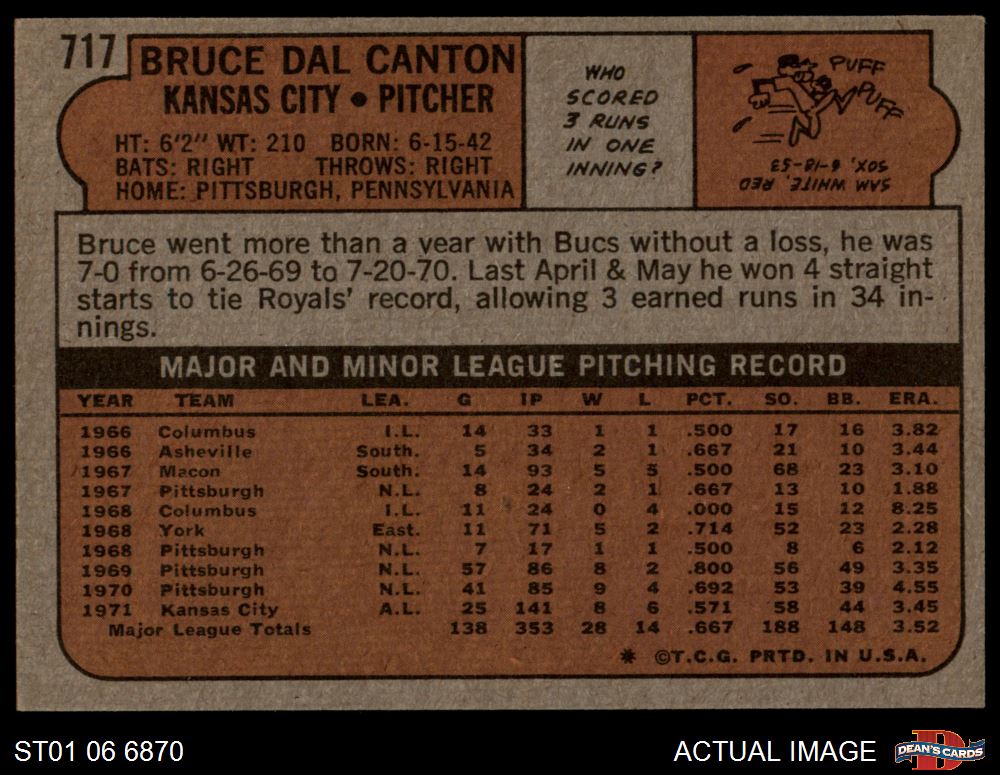 717 BRUCE DAL CANTON
KANSAS CITY • PITCHER
HT: 6'2" WT: 210 BORN: 6-15-42
BATS: RIGHT THROWS: RIGHT
HOME: PITTSBURGH, PENNSYLVANIA
WHO
SCORED
3 RUNS
IN ONE
INNING?
PUFF
PUFF
SAM WHITE, RED
SOX, 6-18-53
Bruce went more than a year with Bucs without a loss, he was
7-0 from 6-26-69 to 7-20-70. Last April & May he won 4 straight
starts to tie Royals' record, allowing 3 earned runs in 34 in-
nings.
MAJOR AND MINOR LEAGUE PITCHING RECORD
YEAR TEAM LEA. G IP W L PCT. SO. BB. ERA.
1966 Columbus I.L. 14 33 1 1 .500 17 16 3.82
1966 Asheville South. 5 34 2 1 .667 21 10 3.44
1967 Macon South. 14 93 5 5 .500 68 23 3.10
1967 Pittsburgh N.L. 8 24 2 1 .667 13 10 1.88
1968 Columbus I.L. 11 24 0 4 .000 15 12 8.25
1968 York East. 11 71 5 2 .714 52 23 2.28
1968 Pittsburgh N.L. 7 17 1 1 .500 8 6 2.12
1969 Pittsburgh N.L. 57 86 8 2 .800 56 49 3.35
1970 Pittsburgh N.L. 41 85 9 4 .692 53 39 4.55
1971 Kansas City A.L. 25 141 8 6 .571 58 44 3.45
Major League Totals 138 353 28 14 .667 188 148 3.52
* ©T.C.G. PRTD. IN U.S.A.
ST01 06 6870
ACTUAL IMAGE
D
DEAN'S CARDS